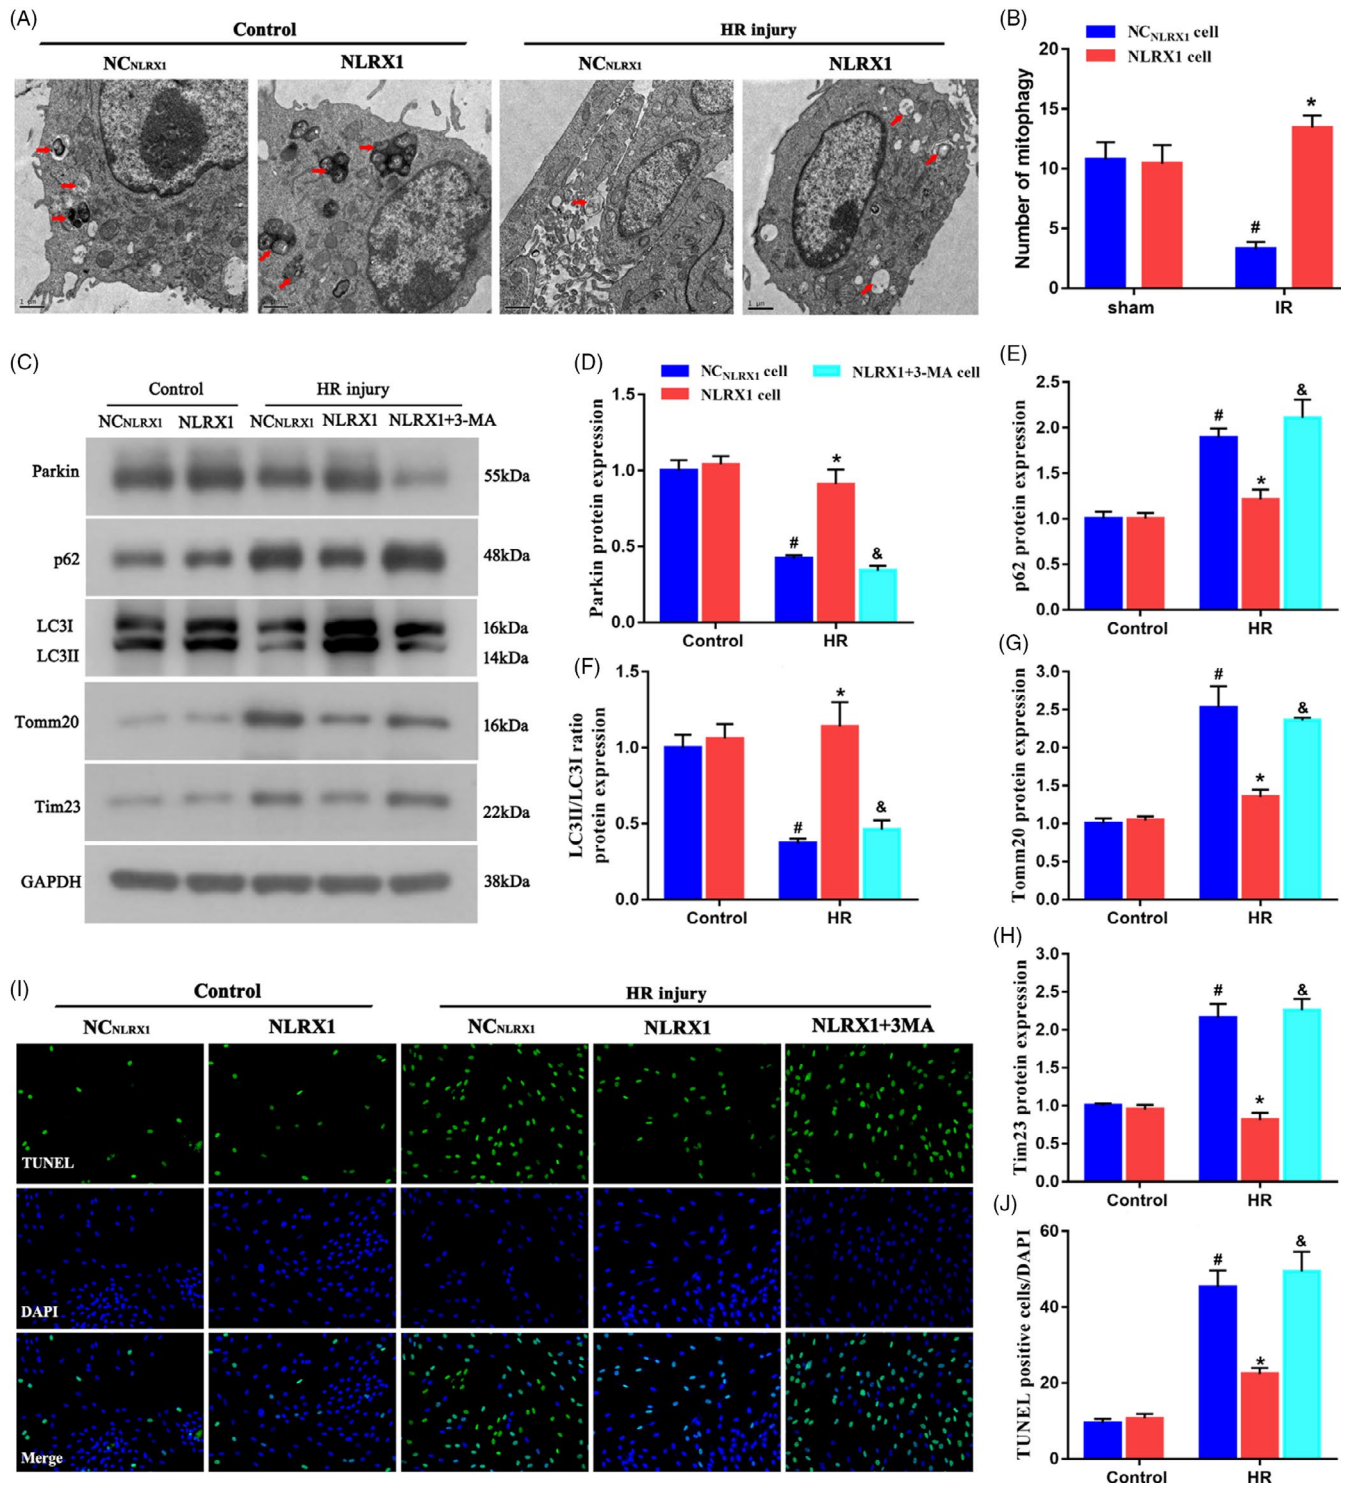 (A)
Control
HR injury
NCNLRX1
NLRX1
NCNLRX1
NLRX1
1 μm
1 μm
(B)
NCNLRX1 cell
NLRX1 cell
Number of mitophagy
20
15
10
5
0
#
*
sham
IR
(C)
Control
HR injury
NCNLRX1 NLRX1 NCNLRX1 NLRX1 NLRX1+3-MA
Parkin
55kDa
p62
48kDa
LC3I
16kDa
LC3II
14kDa
Tomm20
16kDa
Tim23
22kDa
GAPDH
38kDa
(D)
NCNLRX1 cell
NLRX1 cell
NLRX1+3-MA cell
Parkin protein expression
1.5
1.0
0.5
0.0
#
*
&
Control
HR
(E)
p62 protein expression
2.5
2.0
1.5
1.0
0.5
0.0
#
*
&
Control
HR
(F)
LC3II/LC3I ratio
protein expression
1.5
1.0
0.5
0.0
#
*
&
Control
HR
(G)
Tomm20 protein expression
3.0
2.5
2.0
1.5
1.0
0.5
0.0
#
*
&
Control
HR
(H)
Tim23 protein expression
3.0
2.5
2.0
1.5
1.0
0.5
0.0
#
*
&
Control
HR
(I)
Control
HR injury
NCNLRX1
NLRX1
NCNLRX1
NLRX1
NLRX1+3MA
TUNEL
DAPI
Merge
(J)
TUNEL positive cells/DAPI
60
40
20
0
#
*
&
Control
HR